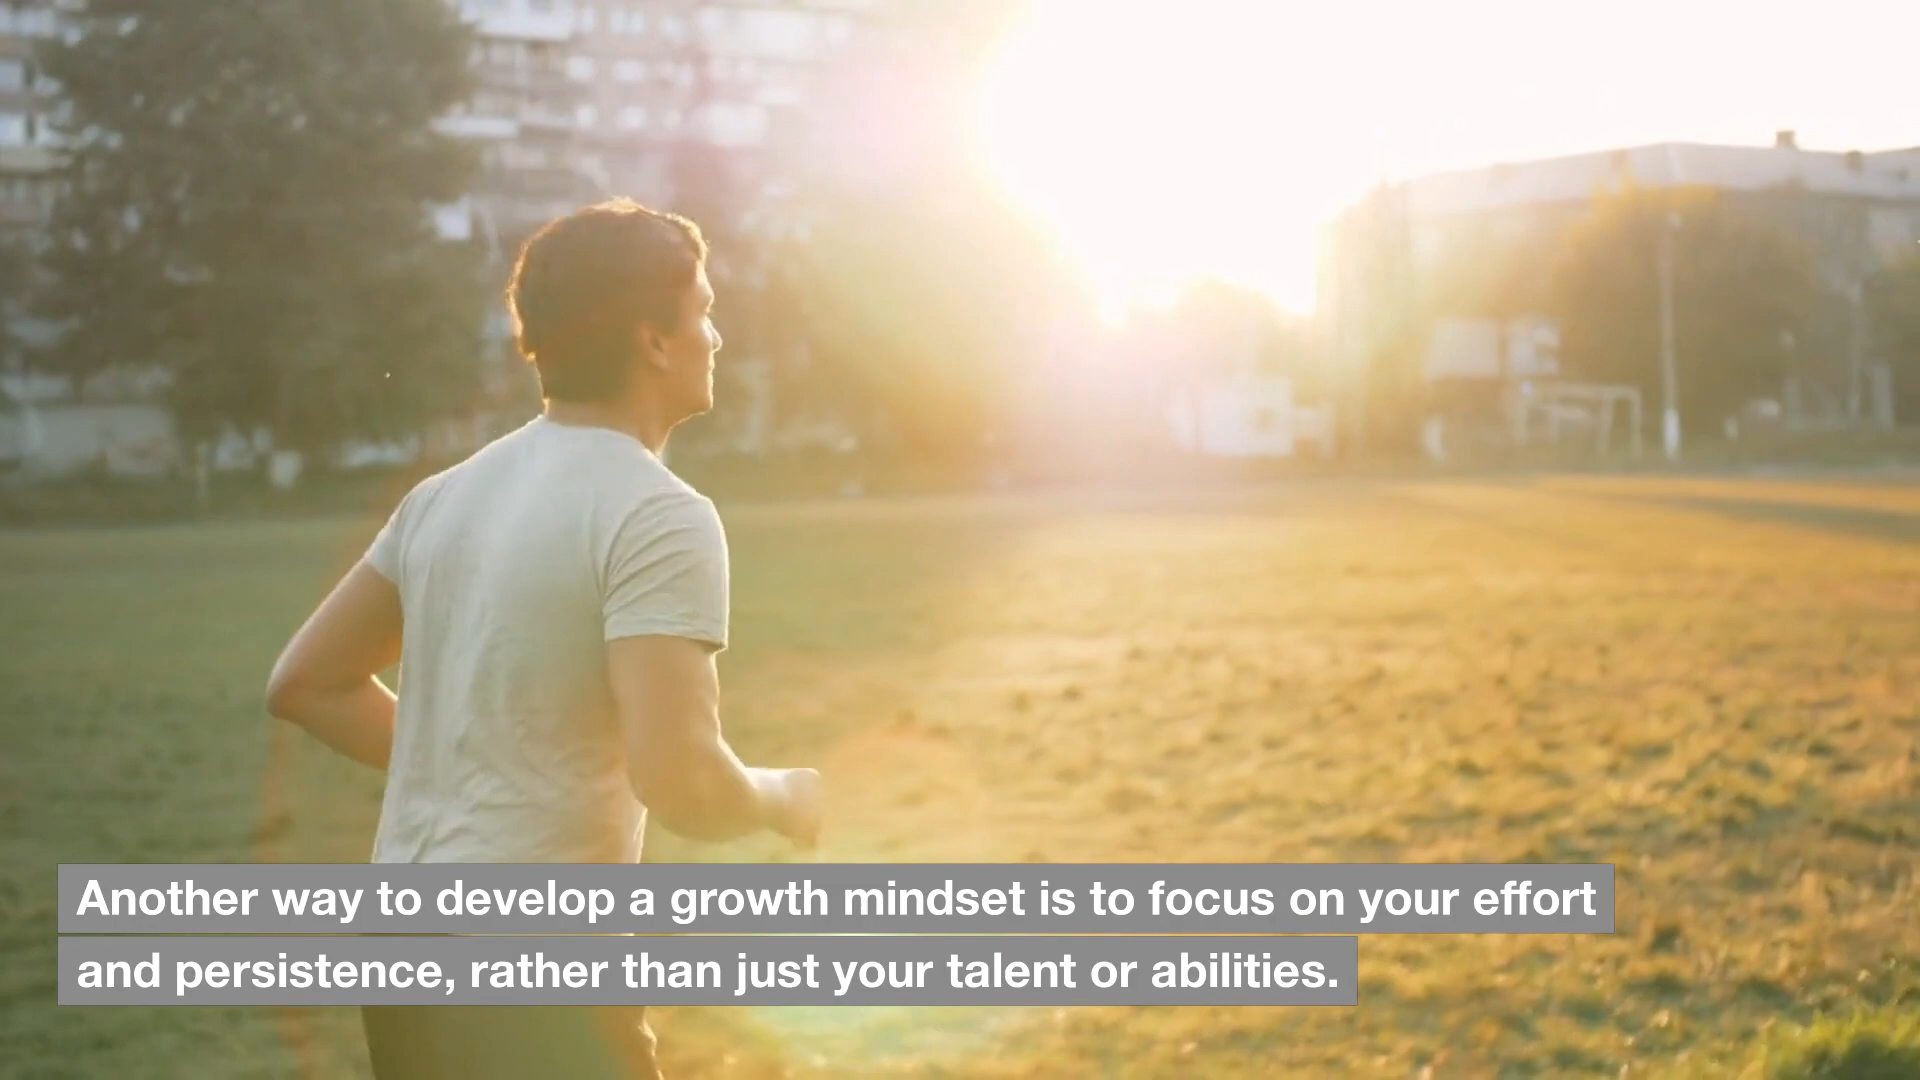 Another way to develop a growth mindset is to focus on your effort
and persistence, rather than just your talent or abilities.